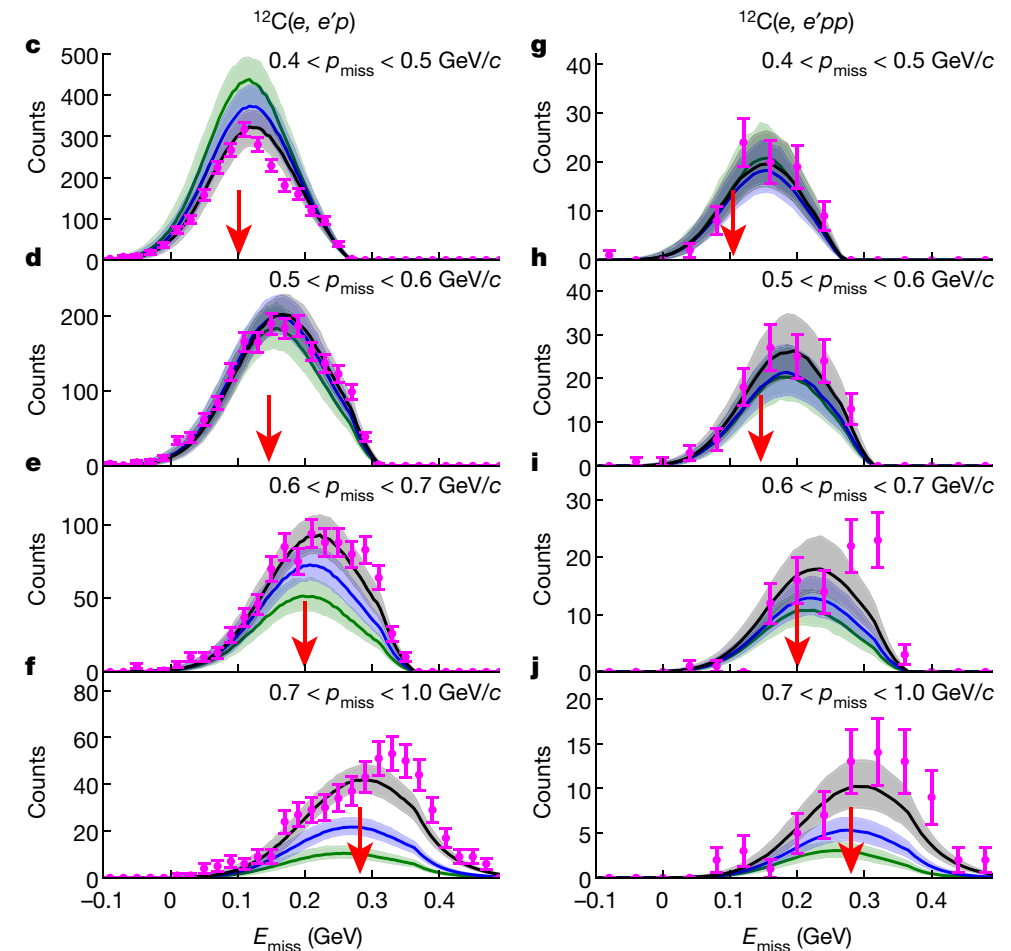 ¹²C(e, e′p)
c
0.4 < p_miss < 0.5 GeV/c
Counts
500
400
300
200
100
0
d
0.5 < p_miss < 0.6 GeV/c
Counts
200
100
0
e
0.6 < p_miss < 0.7 GeV/c
Counts
100
50
0
f
0.7 < p_miss < 1.0 GeV/c
Counts
80
60
40
20
0
−0.1 0 0.1 0.2 0.3 0.4
E_miss (GeV)
¹²C(e, e′pp)
g
0.4 < p_miss < 0.5 GeV/c
Counts
40
30
20
10
0
h
0.5 < p_miss < 0.6 GeV/c
Counts
40
30
20
10
0
i
0.6 < p_miss < 0.7 GeV/c
Counts
30
20
10
0
j
0.7 < p_miss < 1.0 GeV/c
Counts
20
15
10
5
0
−0.1 0 0.1 0.2 0.3 0.4
E_miss (GeV)